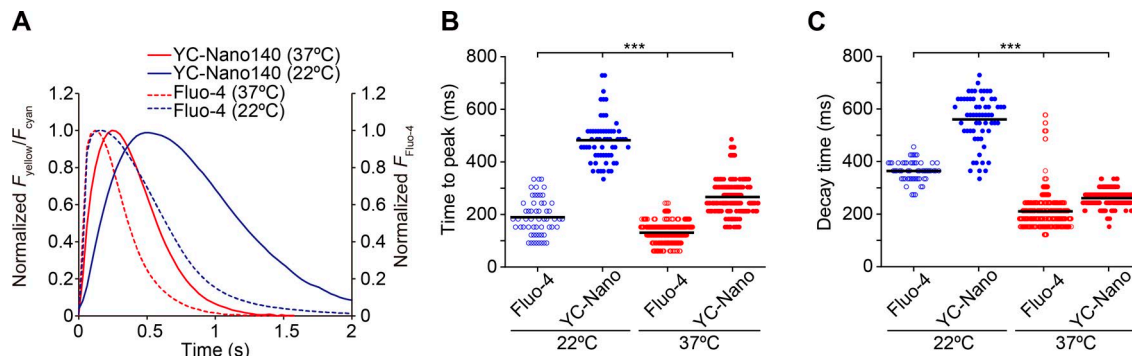 A
YC-Nano140 (37ºC)
YC-Nano140 (22ºC)
Fluo-4 (37ºC)
Fluo-4 (22ºC)
Normalized Fyellow/Fcyan
1.2
1.0
0.8
0.6
0.4
0.2
0
1.2
1.0
0.8
0.6
0.4
0.2
0
Normalized FFluo-4
0 0.5 1 1.5 2
Time (s)
B
***
Time to peak (ms)
800
600
400
200
0
Fluo-4 YC-Nano Fluo-4 YC-Nano
22ºC 37ºC
C
***
Decay time (ms)
800
600
400
200
0
Fluo-4 YC-Nano Fluo-4 YC-Nano
22ºC 37ºC